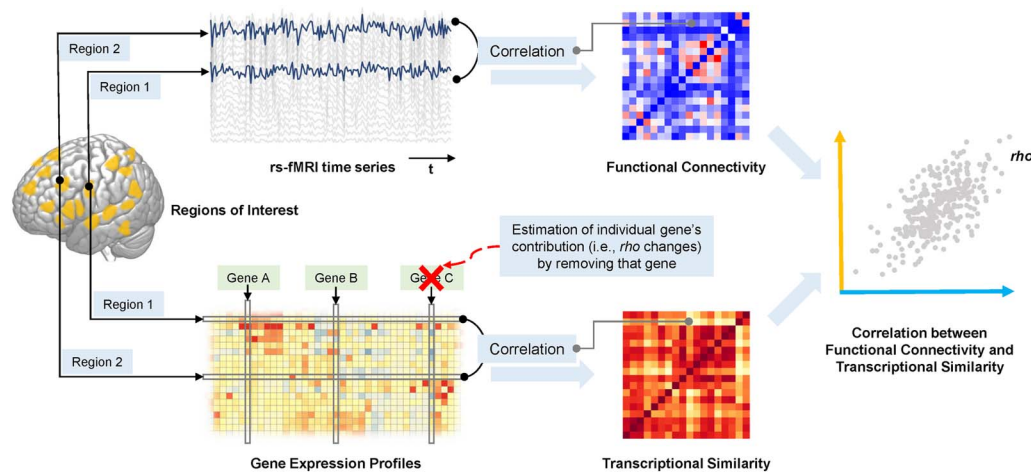 Region 2
Region 1
Correlation
rs-fMRI time series
t
Functional Connectivity
rho
Regions of Interest
Estimation of individual gene's
contribution (i.e., rho changes)
by removing that gene
Gene A
Gene B
Gene C
Region 1
Region 2
Correlation
Correlation between
Functional Connectivity and
Transcriptional Similarity
Gene Expression Profiles
Transcriptional Similarity